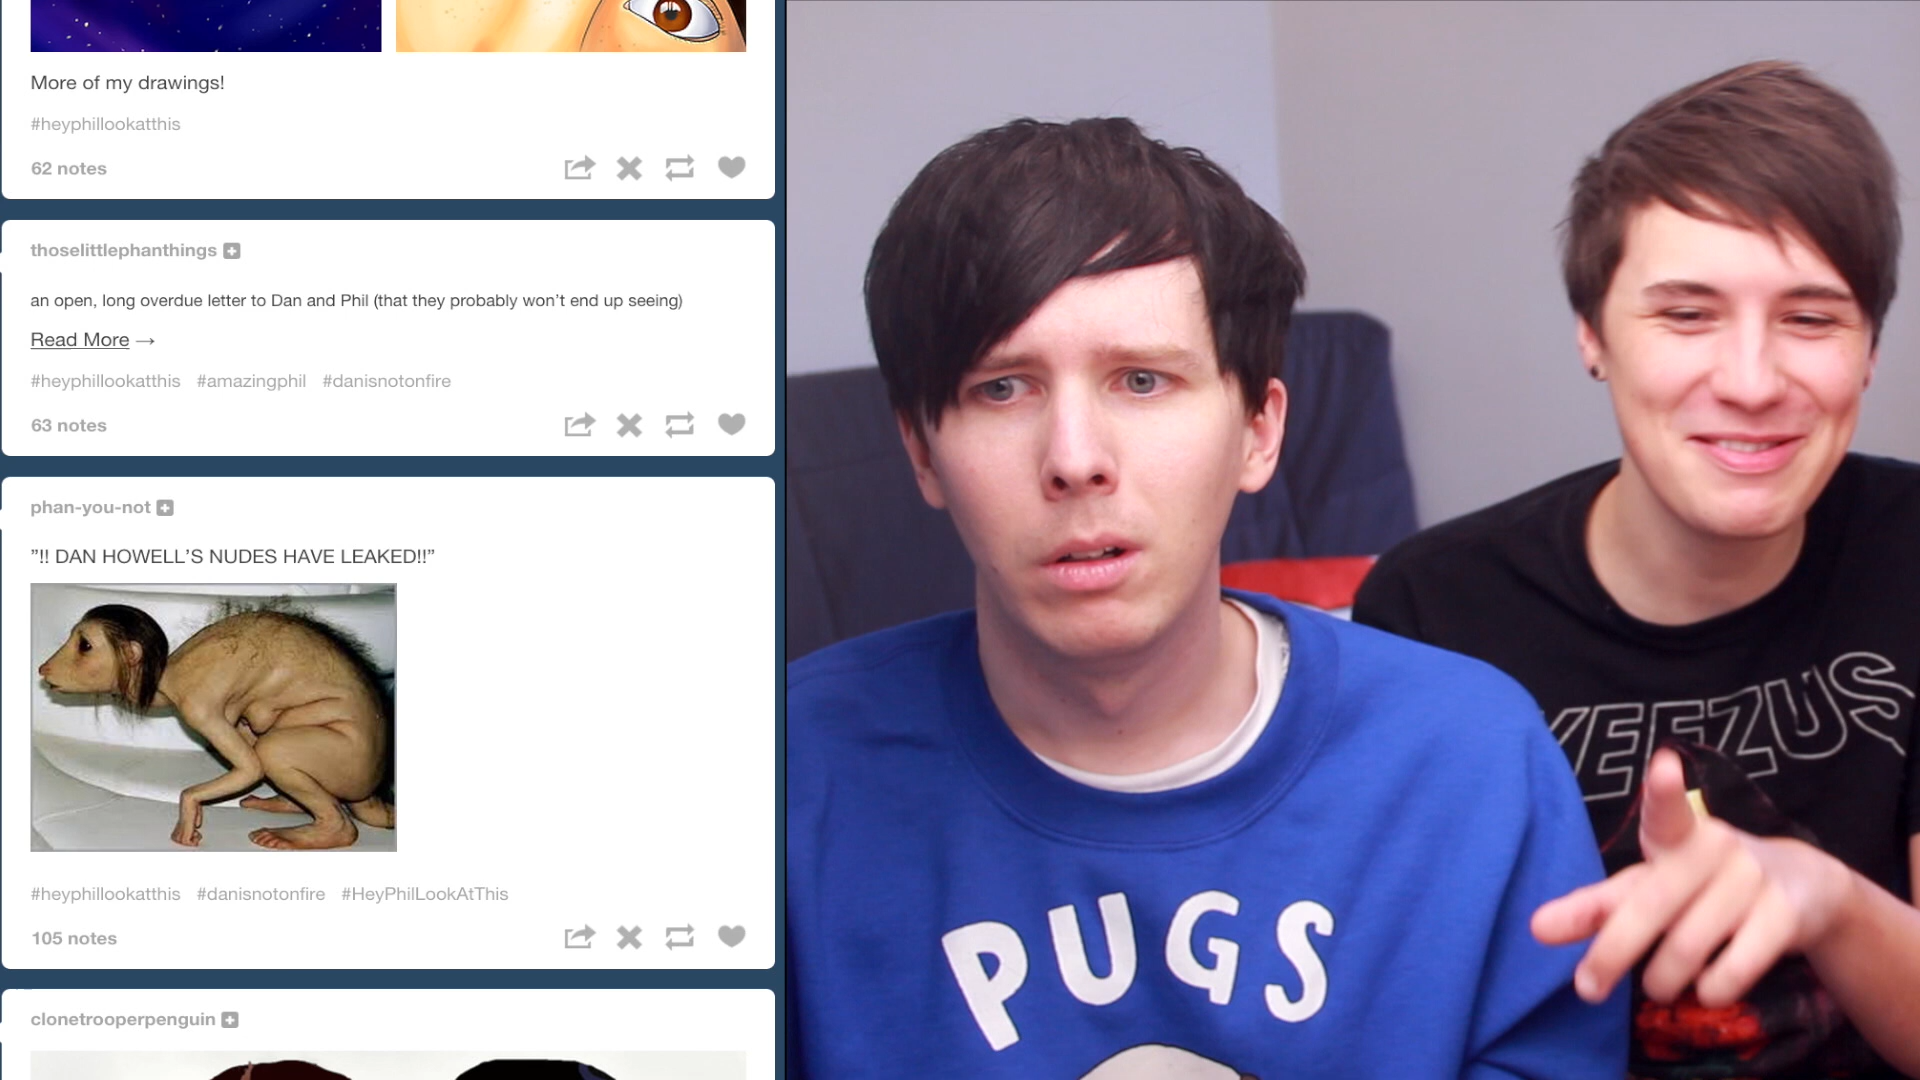 More of my drawings!
#heyphillookatthis
62 notes
thoselittlephanthings
an open, long overdue letter to Dan and Phil (that they probably won’t end up seeing)
Read More →
#heyphillookatthis #amazingphil #danisnotonfire
63 notes
phan-you-not
”!! DAN HOWELL’S NUDES HAVE LEAKED!!”
#heyphillookatthis #danisnotonfire #HeyPhilLookAtThis
105 notes
clonetrooperpenguin
YEEZUS
PUGS